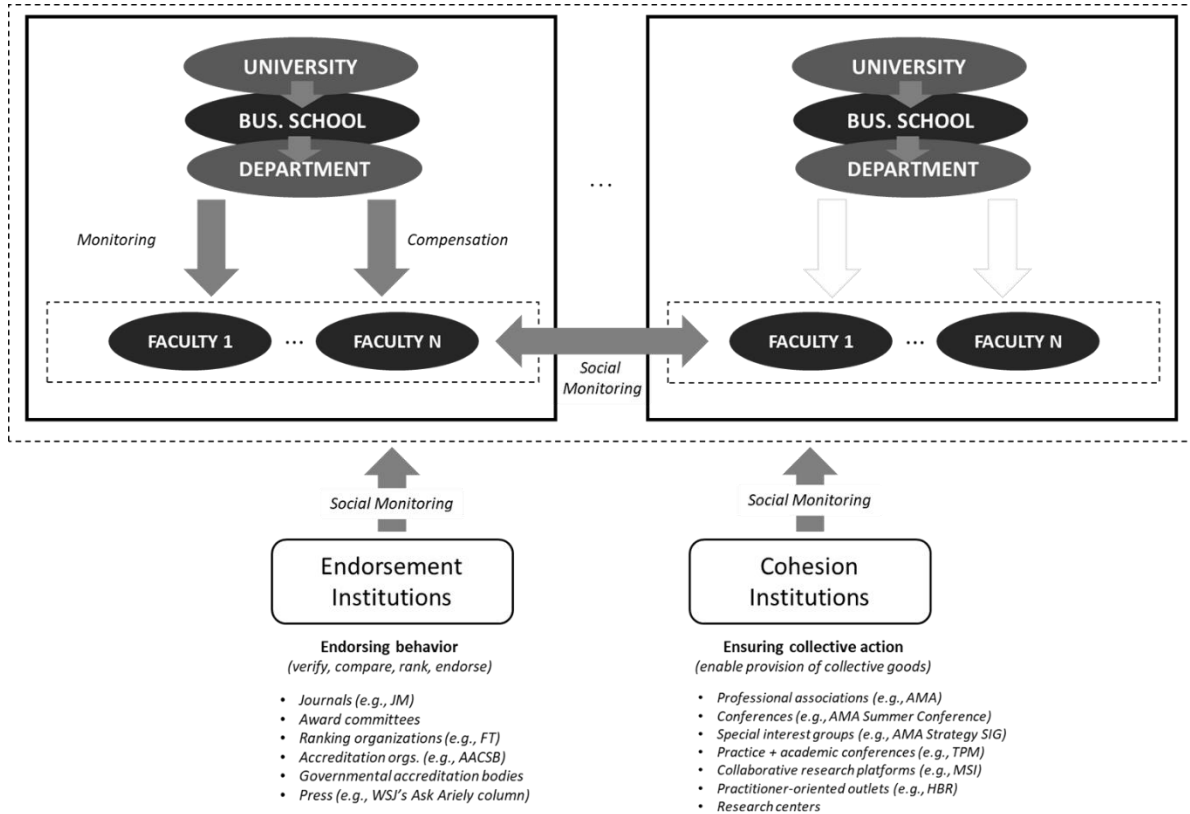 UNIVERSITY
BUS. SCHOOL
DEPARTMENT
Monitoring
Compensation
FACULTY 1
...
FACULTY N
...
UNIVERSITY
BUS. SCHOOL
DEPARTMENT
FACULTY 1
...
FACULTY N
Social
Monitoring
Social Monitoring
Endorsement
Institutions
Endorsing behavior
(verify, compare, rank, endorse)
• Journals (e.g., JM)
• Award committees
• Ranking organizations (e.g., FT)
• Accreditation orgs. (e.g., AACSB)
• Governmental accreditation bodies
• Press (e.g., WSJ's Ask Ariely column)
Social Monitoring
Cohesion
Institutions
Ensuring collective action
(enable provision of collective goods)
• Professional associations (e.g., AMA)
• Conferences (e.g., AMA Summer Conference)
• Special interest groups (e.g., AMA Strategy SIG)
• Practice + academic conferences (e.g., TPM)
• Collaborative research platforms (e.g., MSI)
• Practitioner-oriented outlets (e.g., HBR)
• Research centers